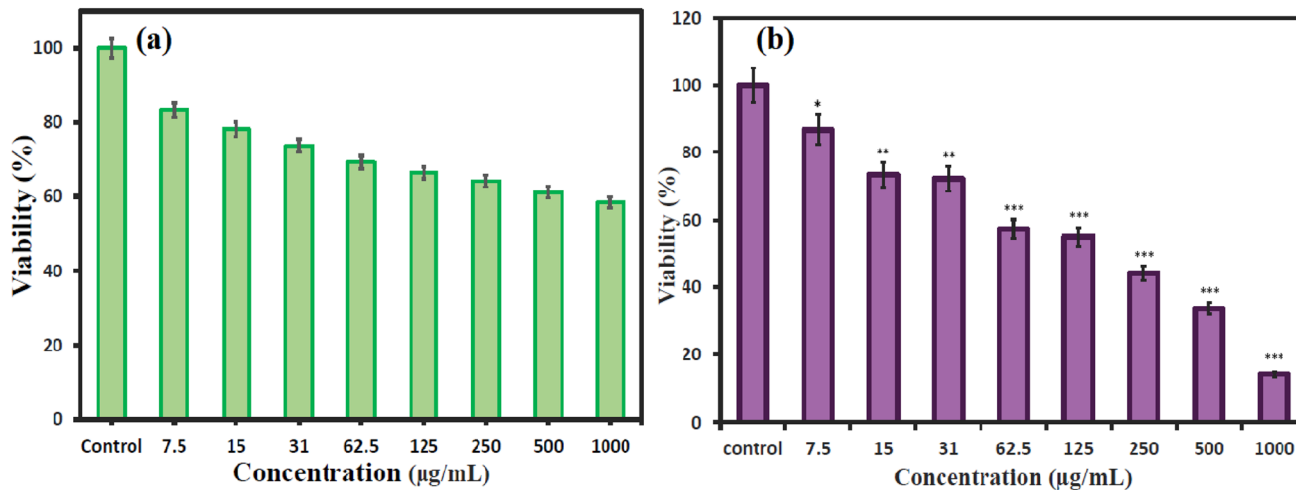 (a)
Viability (%)
100
80
60
40
20
0
Control 7.5 15 31 62.5 125 250 500 1000
Concentration (µg/mL)
(b)
Viability (%)
120
100
80
60
40
20
0
* ** ** *** *** *** *** ***
control 7.5 15 31 62.5 125 250 500 1000
Concentration (µg/mL)